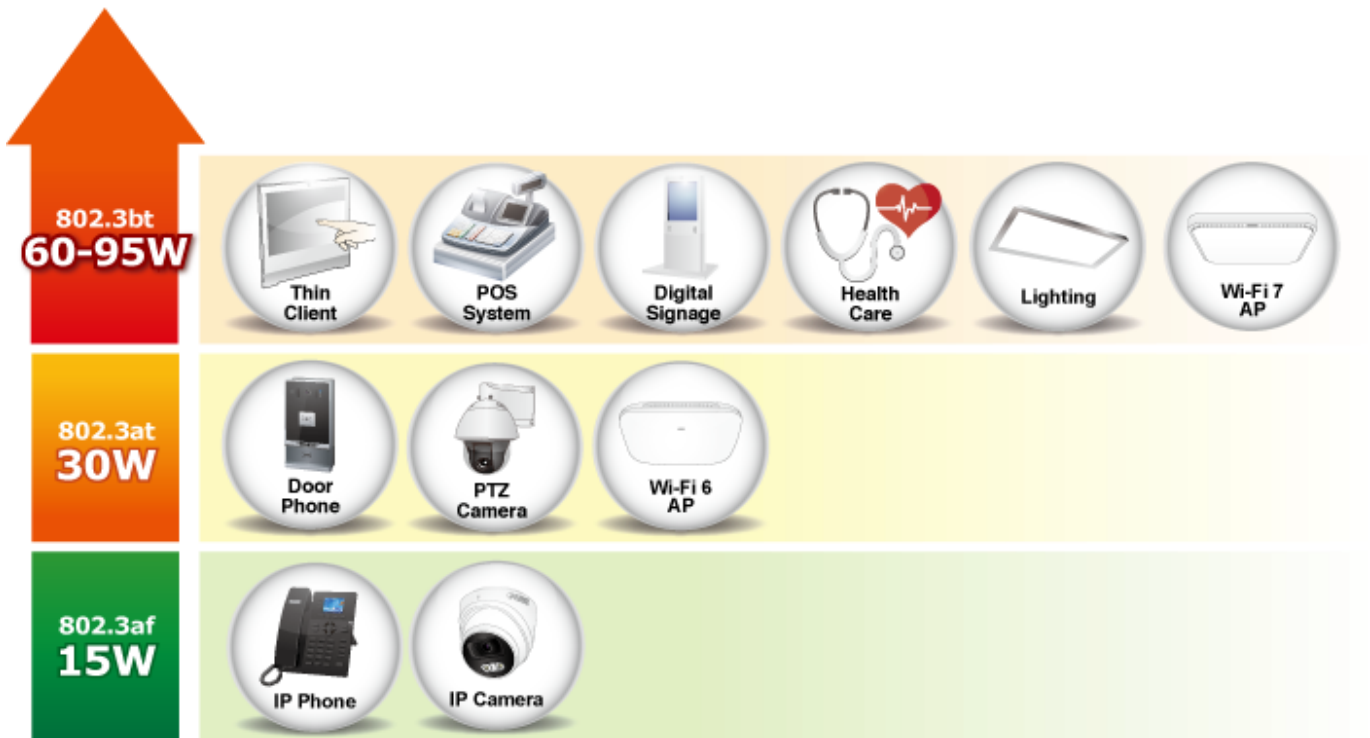 802.3bt
60-95W
Thin
Client
POS
System
Digital
Signage
Health
Care
Lighting
Wi-Fi 7
AP
802.3at
30W
Door
Phone
PTZ
Camera
Wi-Fi 6
AP
802.3af
15W
IP Phone
IP Camera